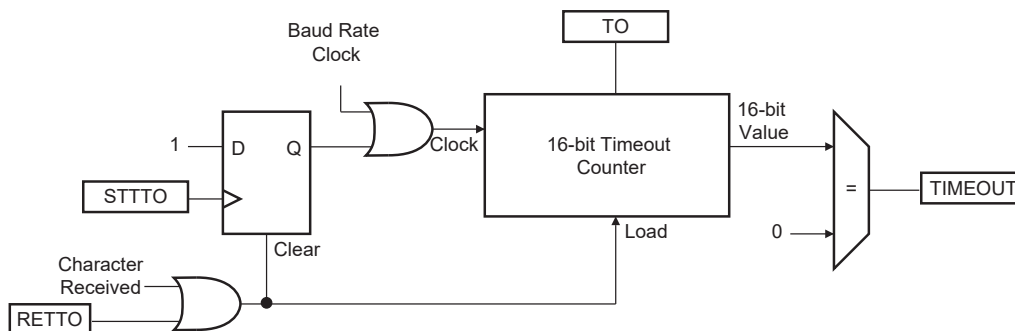 Baud Rate
Clock
TO
1
D
Q
Clock
16-bit Timeout
Counter
16-bit
Value
=
TIMEOUT
STTTO
Clear
Load
0
Character
Received
RETTO